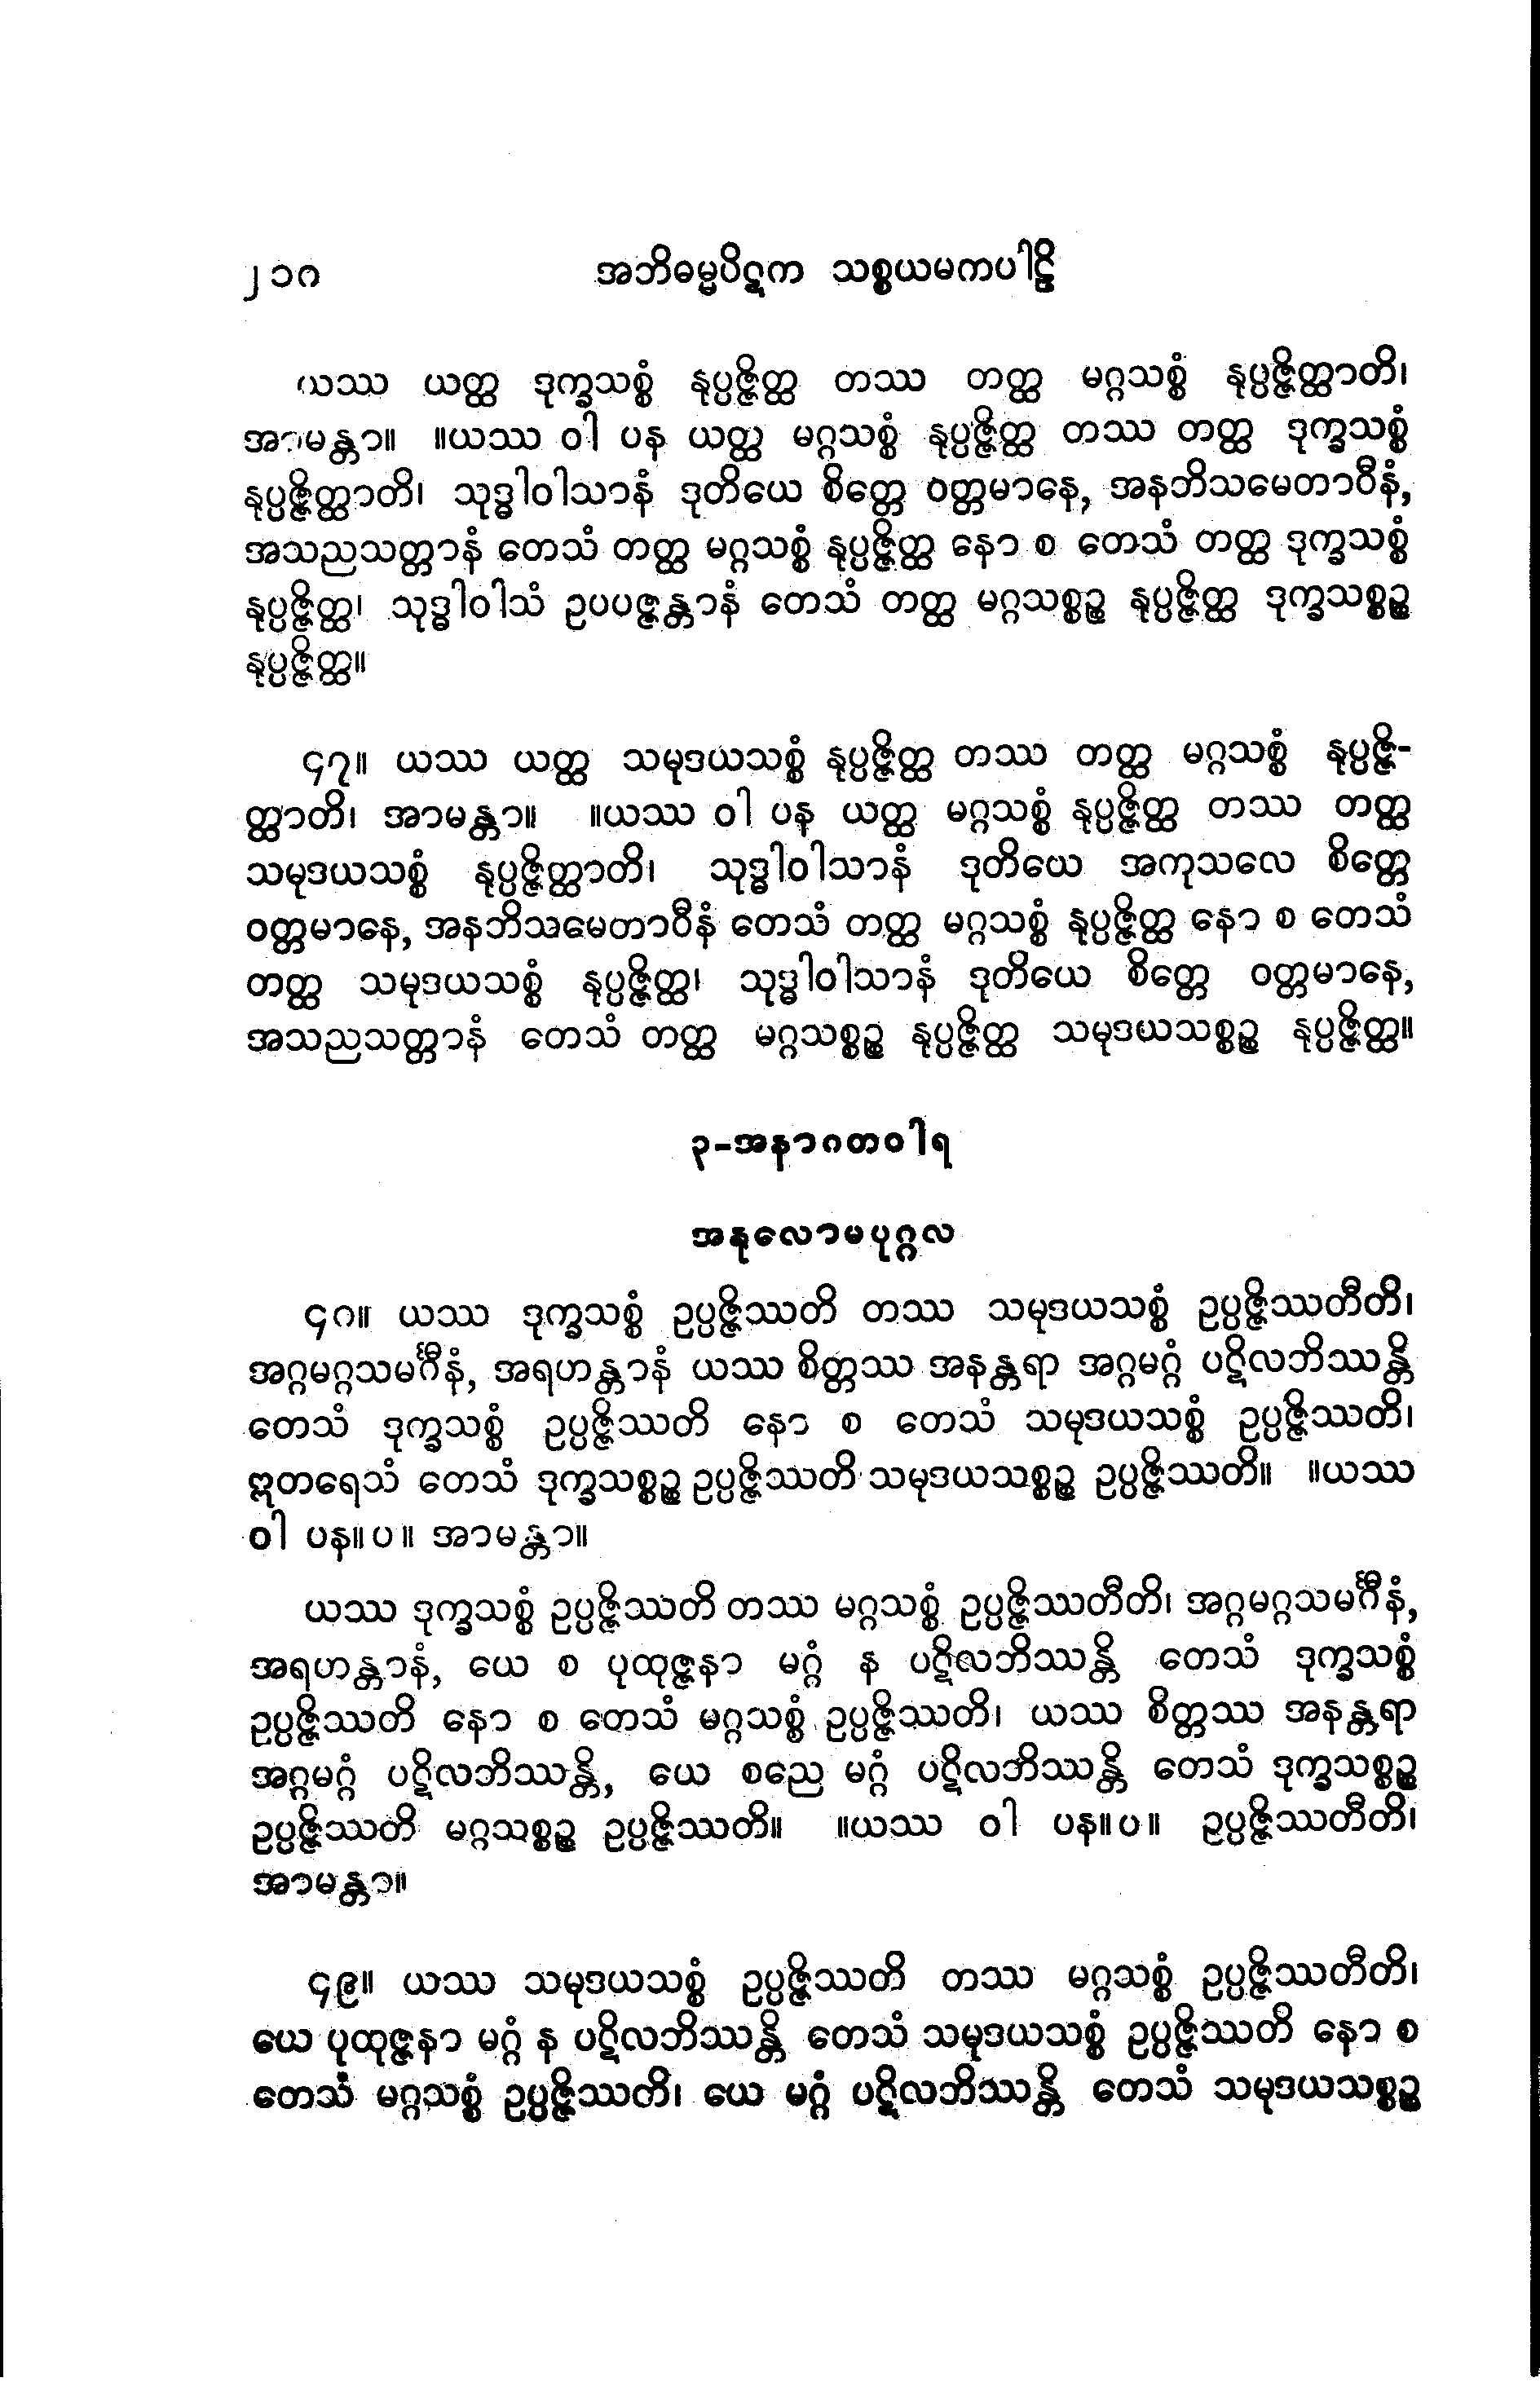 ၂၁ဂ အဘိဓမ္မပိဋက သစ္စယမကပါဠိ
ယဿ ယတ္ထ ဒုက္ခသစ္စံ နုပ္ပဇ္ဇိတ္ထ တဿ တတ္ထ မဂ္ဂသစ္စံ နုပ္ပဇ္ဇိတ္ထာတိ၊
အာမန္တာ။ ။ယဿ ဝါ ပန ယတ္ထ မဂ္ဂသစ္စံ နုပ္ပဇ္ဇိတ္ထ တဿ တတ္ထ ဒုက္ခသစ္စံ
နုပ္ပဇ္ဇိတ္ထာတိ၊ သုဒ္ဓါဝါသာနံ ဒုတိယေ စိတ္တေ ဝတ္တမာနေ, အနဘိသမေတာဝီနံ,
အသညသတ္တာနံ တေသံ တတ္ထ မဂ္ဂသစ္စံ နုပ္ပဇ္ဇိတ္ထ နော စ တေသံ တတ္ထ ဒုက္ခသစ္စံ
နုပ္ပဇ္ဇိတ္ထ၊ သုဒ္ဓါဝါသံ ဥပပဇ္ဇန္တာနံ တေသံ တတ္ထ မဂ္ဂသစ္စဉ္စ နုပ္ပဇ္ဇိတ္ထ ဒုက္ခသစ္စဉ္စ
နုပ္ပဇ္ဇိတ္ထ။
၄၇။ ယဿ ယတ္ထ သမုဒယသစ္စံ နုပ္ပဇ္ဇိတ္ထ တဿ တတ္ထ မဂ္ဂသစ္စံ နုပ္ပဇ္ဇိ-
တ္ထာတိ၊ အာမန္တာ။ ။ယဿ ဝါ ပန ယတ္ထ မဂ္ဂသစ္စံ နုပ္ပဇ္ဇိတ္ထ တဿ တတ္ထ
သမုဒယသစ္စံ နုပ္ပဇ္ဇိတ္ထာတိ၊ သုဒ္ဓါဝါသာနံ ဒုတိယေ အကုသလေ စိတ္တေ
ဝတ္တမာနေ, အနဘိသမေတာဝီနံ တေသံ တတ္ထ မဂ္ဂသစ္စံ နုပ္ပဇ္ဇိတ္ထ နော စ တေသံ
တတ္ထ သမုဒယသစ္စံ နုပ္ပဇ္ဇိတ္ထ၊ သုဒ္ဓါဝါသာနံ ဒုတိယေ စိတ္တေ ဝတ္တမာနေ,
အသညသတ္တာနံ တေသံ တတ္ထ မဂ္ဂသစ္စဉ္စ နုပ္ပဇ္ဇိတ္ထ သမုဒယသစ္စဉ္စ နုပ္ပဇ္ဇိတ္ထ။
၃-အနာဂတဝါရ
အနုလောမပုဂ္ဂလ
၄ဂ။ ယဿ ဒုက္ခသစ္စံ ဥပ္ပဇ္ဇိဿတိ တဿ သမုဒယသစ္စံ ဥပ္ပဇ္ဇိဿတီတိ၊
အဂ္ဂမဂ္ဂသမင်္ဂီနံ, အရဟန္တာနံ ယဿ စိတ္တဿ အနန္တရာ အဂ္ဂမဂ္ဂံ ပဋိလဘိဿန္တိ
တေသံ ဒုက္ခသစ္စံ ဥပ္ပဇ္ဇိဿတိ နော စ တေသံ သမုဒယသစ္စံ ဥပ္ပဇ္ဇိဿတိ၊
ဣတရေသံ တေသံ ဒုက္ခသစ္စဉ္စ ဥပ္ပဇ္ဇိဿတိ သမုဒယသစ္စဉ္စ ဥပ္ပဇ္ဇိဿတိ။ ။ယဿ
ဝါ ပန။ပ။ အာမန္တာ။
ယဿ ဒုက္ခသစ္စံ ဥပ္ပဇ္ဇိဿတိ တဿ မဂ္ဂသစ္စံ ဥပ္ပဇ္ဇိဿတီတိ၊ အဂ္ဂမဂ္ဂသမင်္ဂီနံ,
အရဟန္တာနံ, ယေ စ ပုထုဇ္ဇနာ မဂ္ဂံ န ပဋိလဘိဿန္တိ တေသံ ဒုက္ခသစ္စံ
ဥပ္ပဇ္ဇိဿတိ နော စ တေသံ မဂ္ဂသစ္စံ ဥပ္ပဇ္ဇိဿတိ၊ ယဿ စိတ္တဿ အနန္တရာ
အဂ္ဂမဂ္ဂံ ပဋိလဘိဿန္တိ, ယေ စညေ မဂ္ဂံ ပဋိလဘိဿန္တိ တေသံ ဒုက္ခသစ္စဉ္စ
ဥပ္ပဇ္ဇိဿတိ မဂ္ဂသစ္စဉ္စ ဥပ္ပဇ္ဇိဿတိ။ ။ယဿ ဝါ ပန။ပ။ ဥပ္ပဇ္ဇိဿတီတိ၊
အာမန္တာ။
၄၉။ ယဿ သမုဒယသစ္စံ ဥပ္ပဇ္ဇိဿတိ တဿ မဂ္ဂသစ္စံ ဥပ္ပဇ္ဇိဿတီတိ၊
ယေ ပုထုဇ္ဇနာ မဂ္ဂံ န ပဋိလဘိဿန္တိ တေသံ သမုဒယသစ္စံ ဥပ္ပဇ္ဇိဿတိ နော စ
တေသံ မဂ္ဂသစ္စံ ဥပ္ပဇ္ဇိဿတိ၊ ယေ မဂ္ဂံ ပဋိလဘိဿန္တိ တေသံ သမုဒယသစ္စဉ္စ